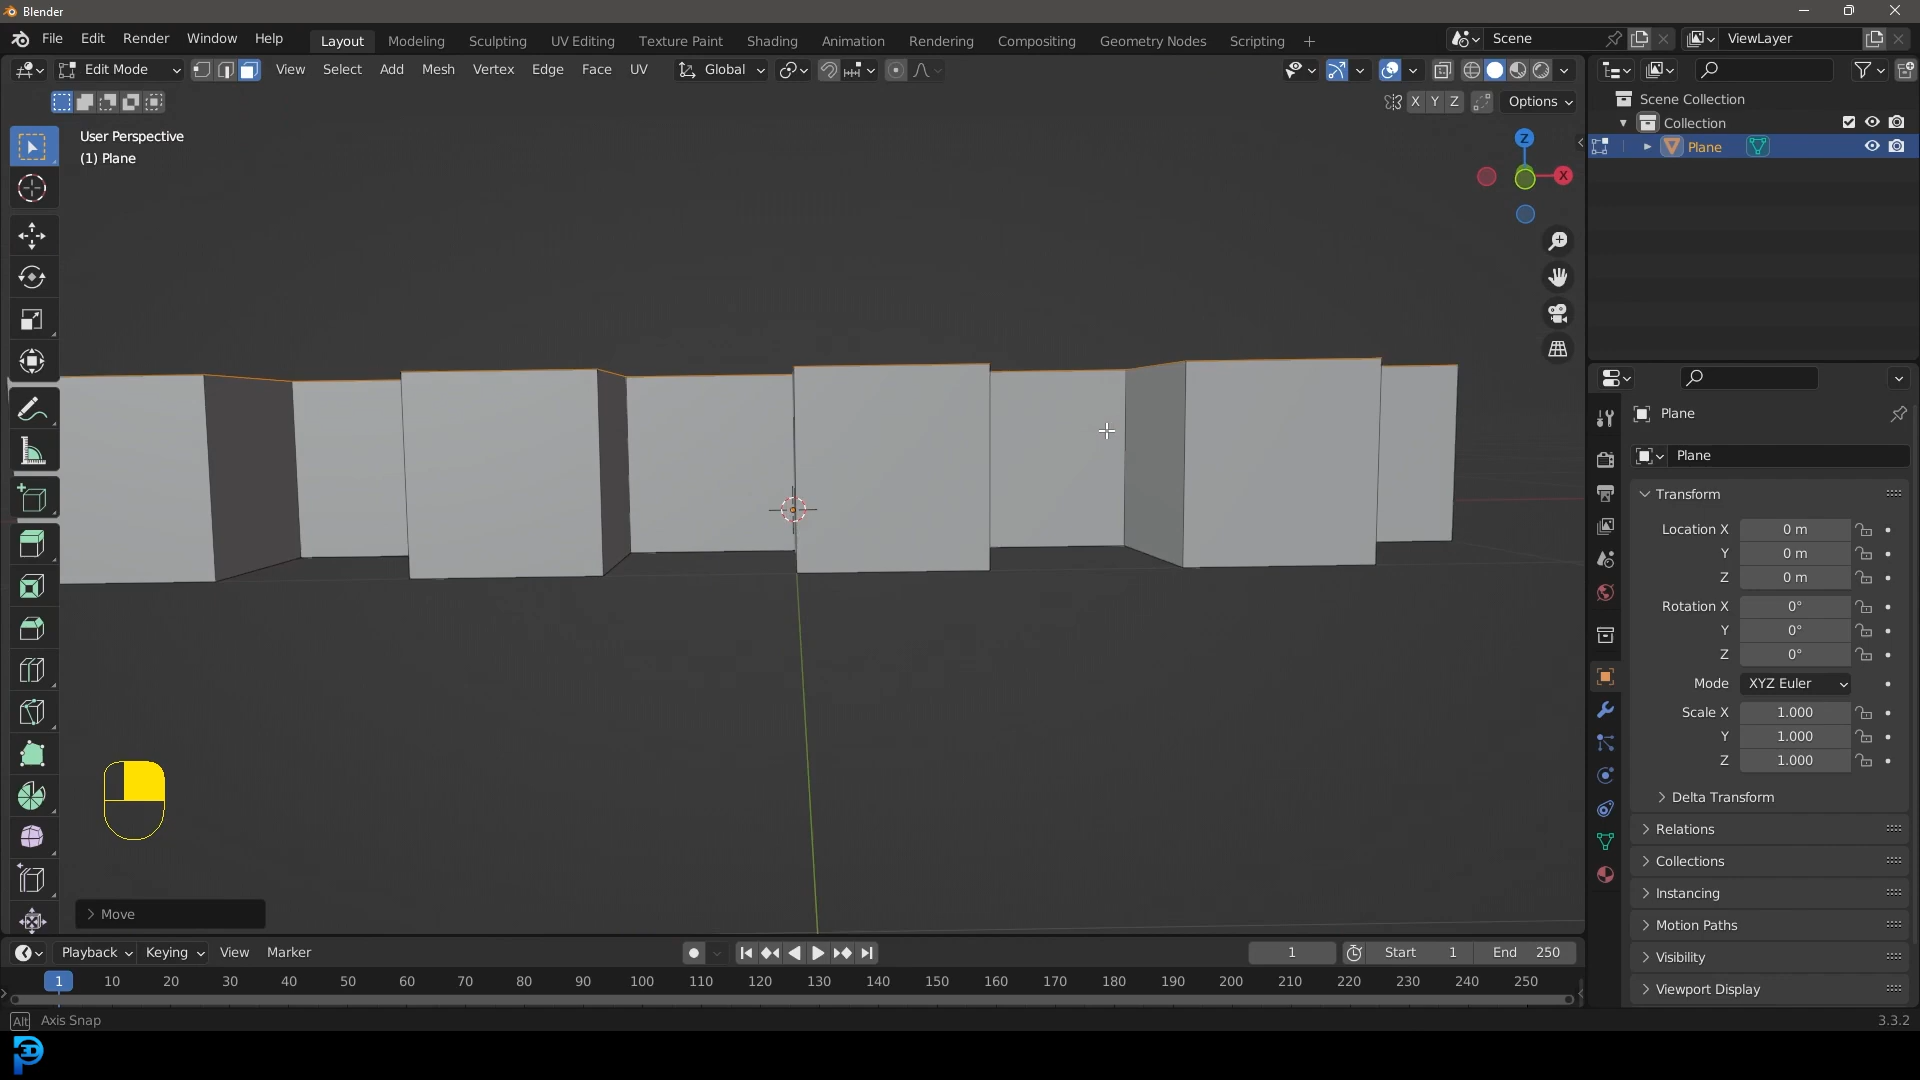 Blender
File Edit Render Window Help Layout Modeling Sculpting UV Editing Texture Paint Shading Animation Rendering Compositing Geometry Nodes Scripting + Scene ViewLayer
Edit Mode View Select Add Mesh Vertex Edge Face UV Global
X Y Z Options
Scene Collection
Collection
Plane
User Perspective
(1) Plane
Z
X
Plane
Plane
Transform
Location X 0 m
Y 0 m
Z 0 m
Rotation X 0°
Y 0°
Z 0°
Mode XYZ Euler
Scale X 1.000
Y 1.000
Z 1.000
Delta Transform
Relations
Collections
Instancing
Motion Paths
Visibility
Viewport Display
Move
Playback Keying View Marker 1 Start 1 End 250
1 10 20 30 40 50 60 70 80 90 100 110 120 130 140 150 160 170 180 190 200 210 220 230 240 250
Alt Axis Snap 3.3.2